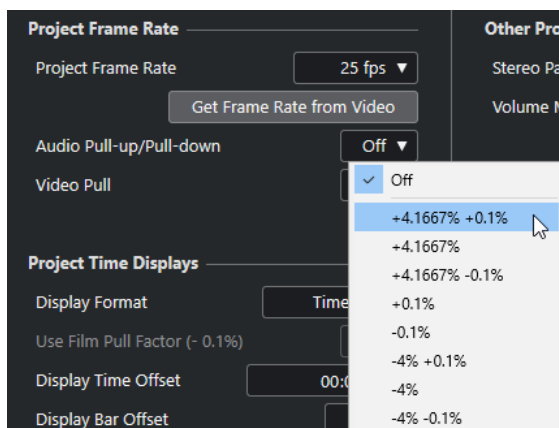 Project Frame Rate
Other Pro
Project Frame Rate
25 fps
Stereo Pa
Get Frame Rate from Video
Volume M
Audio Pull-up/Pull-down
Off
Video Pull
Off
+4.1667% +0.1%
+4.1667%
+4.1667% -0.1%
+0.1%
-0.1%
-4% +0.1%
-4%
-4% -0.1%
Project Time Displays
Display Format
Time
Use Film Pull Factor (- 0.1%)
Display Time Offset
00:0
Display Bar Offset